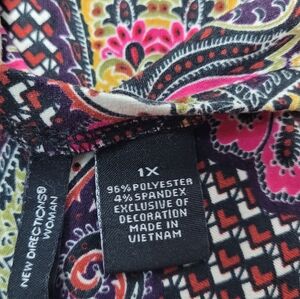 1X
96% POLYESTER
4% SPANDEX
EXCLUSIVE OF
DECORATION
MADE IN
VIETNAM
NEW DIRECTIONS®
WOMAN